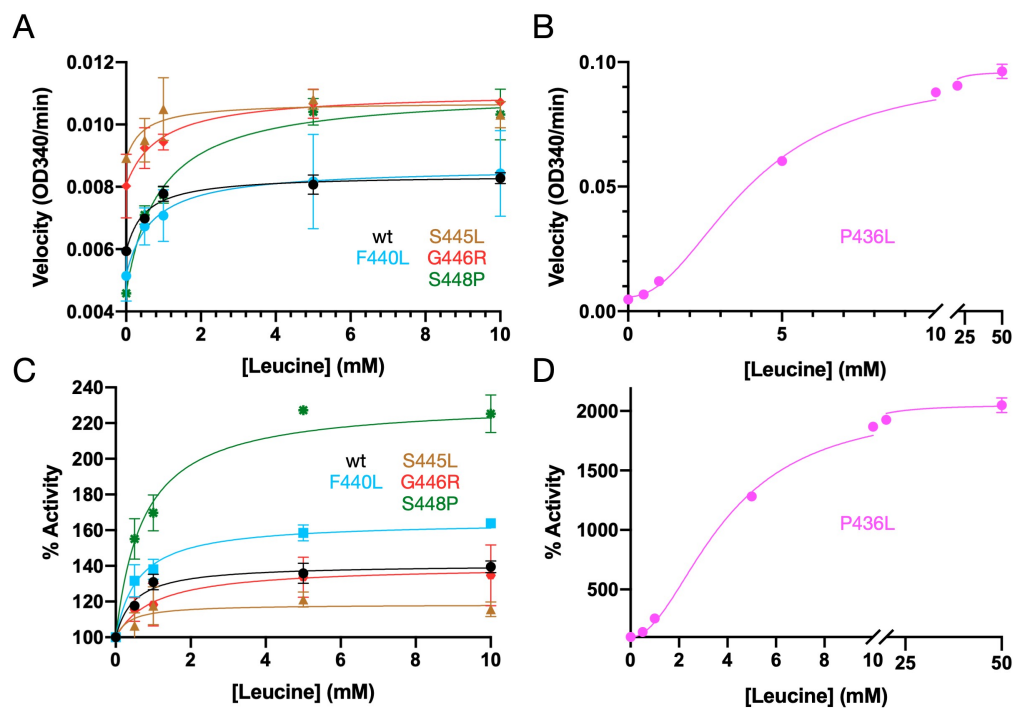 A
B
0.012
0.010
0.008
0.006
0.004
Velocity (OD340/min)
wt S445L
F440L G446R
S448P
0 2 4 6 8 10
[Leucine] (mM)
0.10
0.05
0.00
Velocity (OD340/min)
P436L
0 5 10 25 50
[Leucine] (mM)
C
D
240
220
200
180
160
140
120
100
% Activity
wt S445L
F440L G446R
S448P
0 2 4 6 8 10
[Leucine] (mM)
2000
1500
1000
500
% Activity
P436L
0 2 4 6 8 10 25 50
[Leucine] (mM)